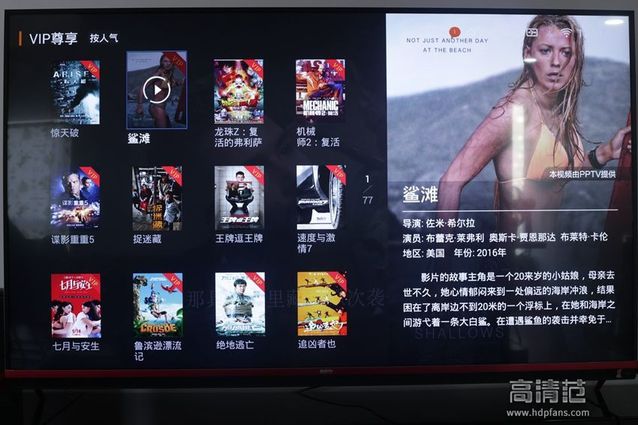 VIP尊享 按人气
ARISE
惊天破
鲨滩
龙珠Z：复
活的弗利萨
MECHANIC
机械
师2：复活
VIP
谍影重重5
捉迷藏
王牌逗王牌
速度与激
情7
1
77
七月与安生
CRUSOE
鲁滨逊漂流
记
绝地逃亡
追凶者也
NOT JUST ANOTHER DAY
AT THE BEACH
本视频由PPTV提供
鲨滩
导演: 佐米·希尔拉
演员: 布蕾克·莱弗利 奥斯卡·贾恩那达 布莱特·卡伦
地区: 美国 年份: 2016年
影片的故事主角是一个20来岁的小姑娘，母亲去
世不久，她心情郁闷来到一处偏远的海岸冲浪，结果
困在了离岸边不到20米的一个浮标上，在她和海岸之
间游弋着一条大白鲨。在遭遇鲨鱼的袭击并幸免于...
SHALLOWS
高清范
www.hdpfans.com